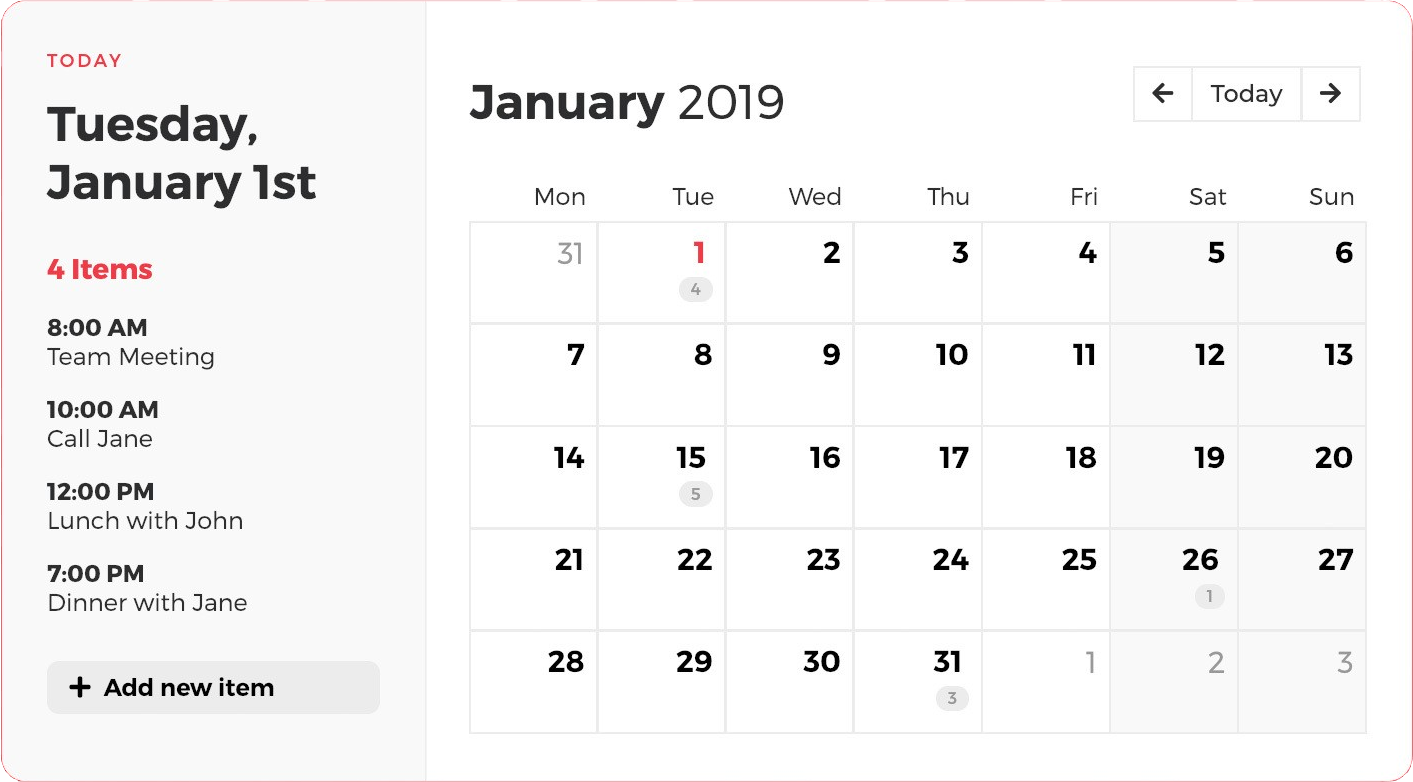 TODAY
Tuesday,
January 1st
4 Items
8:00 AM
Team Meeting
10:00 AM
Call Jane
12:00 PM
Lunch with John
7:00 PM
Dinner with Jane
Add new item
January 2019
Today
Mon Tue Wed Thu Fri Sat Sun
31 1 2 3 4 5 6
4
7 8 9 10 11 12 13
14 15 16 17 18 19 20
5
21 22 23 24 25 26 27
1
28 29 30 31 1 2 3
3